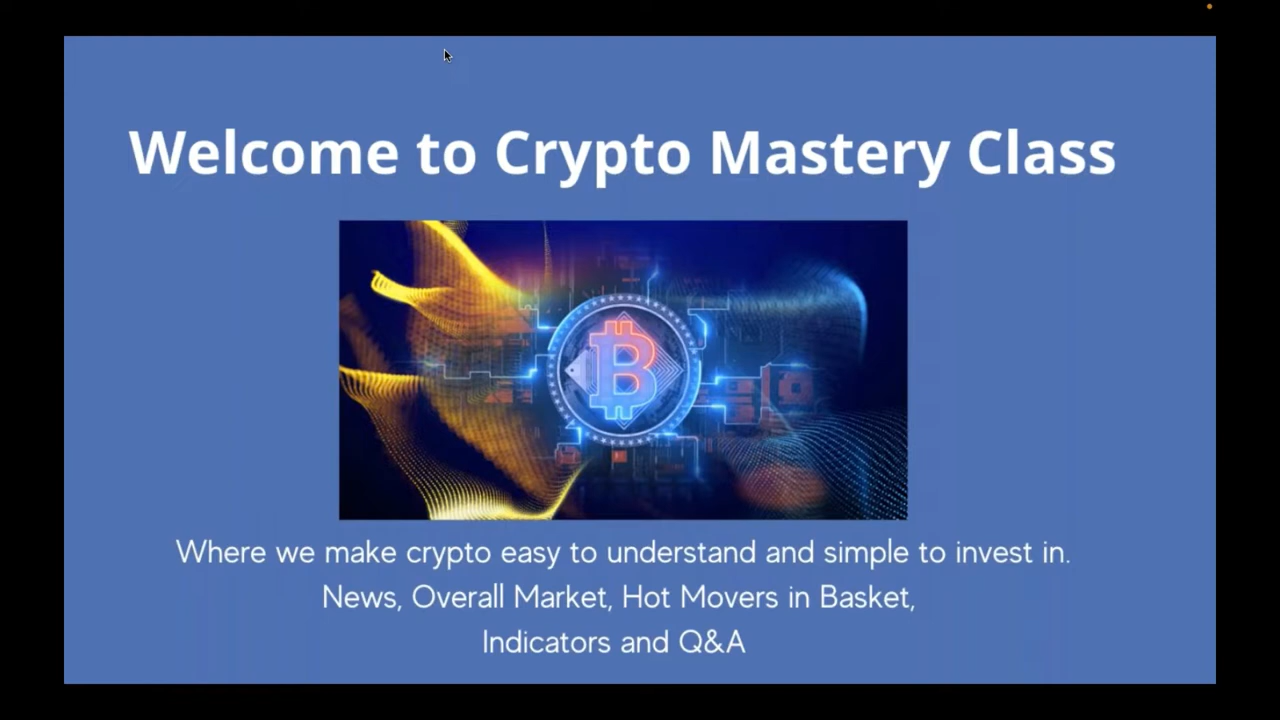 Welcome to Crypto Mastery Class
Where we make crypto easy to understand and simple to invest in.
News, Overall Market, Hot Movers in Basket,
Indicators and Q&A